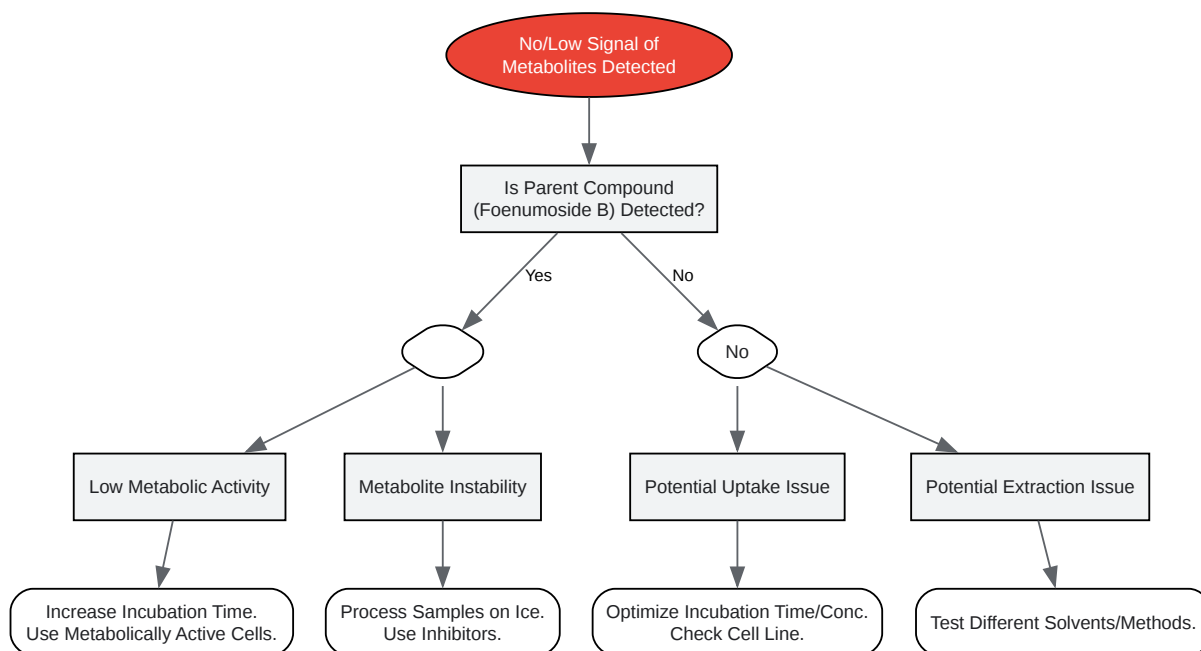 No/Low Signal of
Metabolites Detected
Is Parent Compound
(Foenumoside B) Detected?
Yes
No
No
Low Metabolic Activity
Metabolite Instability
Potential Uptake Issue
Potential Extraction Issue
Increase Incubation Time.
Use Metabolically Active Cells.
Process Samples on Ice.
Use Inhibitors.
Optimize Incubation Time/Conc.
Check Cell Line.
Test Different Solvents/Methods.